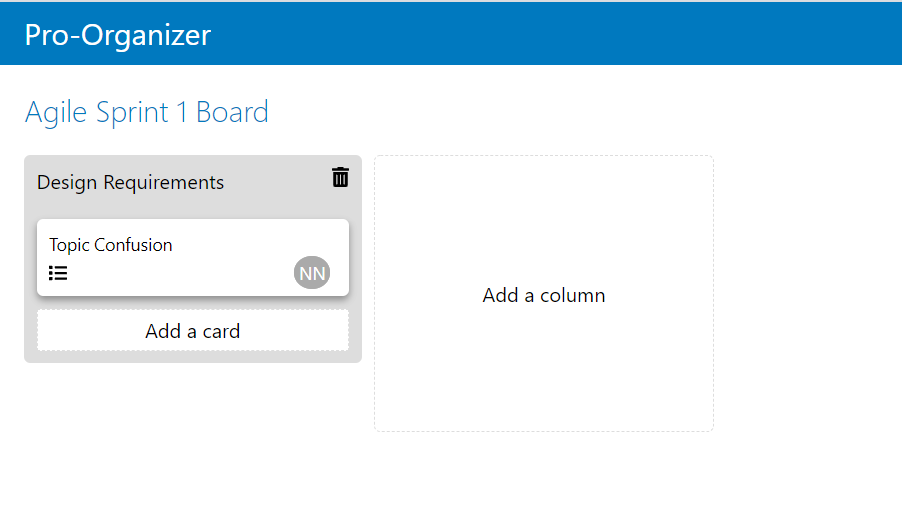 Pro-Organizer
Agile Sprint 1 Board
Design Requirements
Topic Confusion
NN
Add a card
Add a column